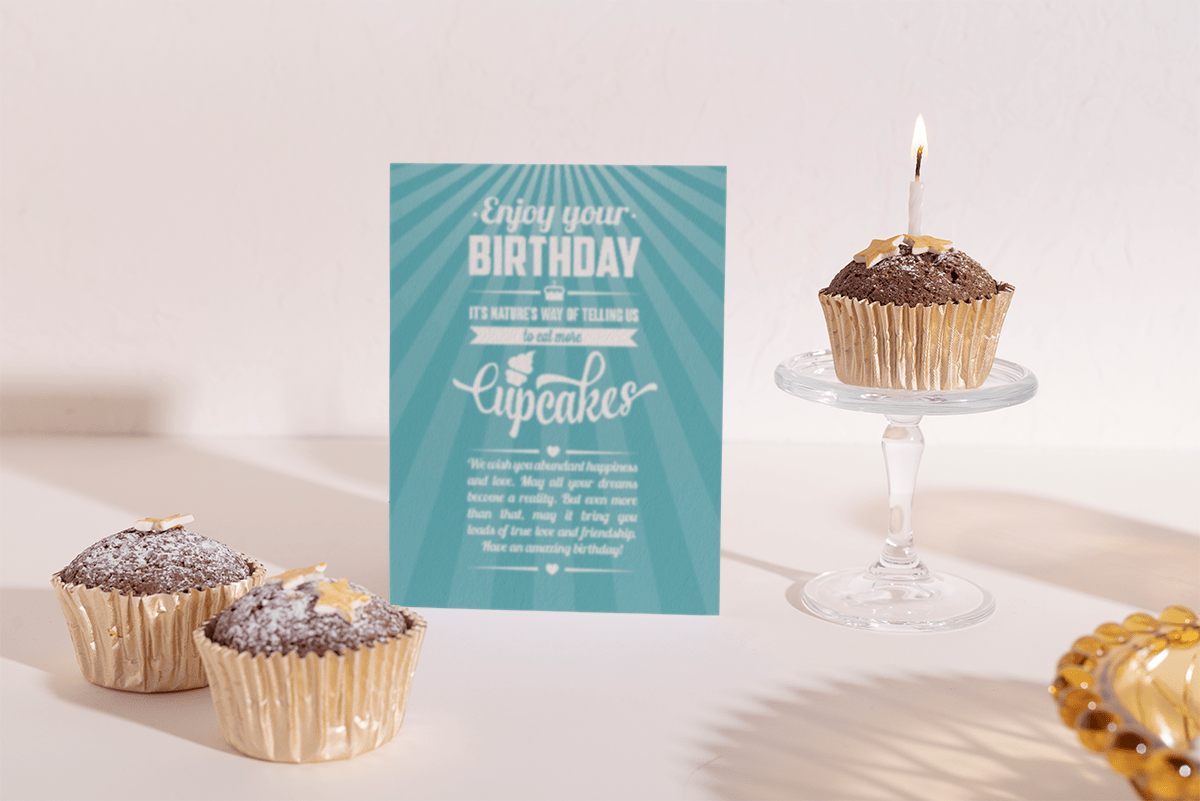 Enjoy your
BIRTHDAY
IT'S NATURE'S WAY OF TELLING US
to eat more
Cupcakes
We wish you abundant happiness
and love. May all your dreams
become a reality. But even more
than that, may it bring you
loads of true love and friendship.
Have an amazing birthday!